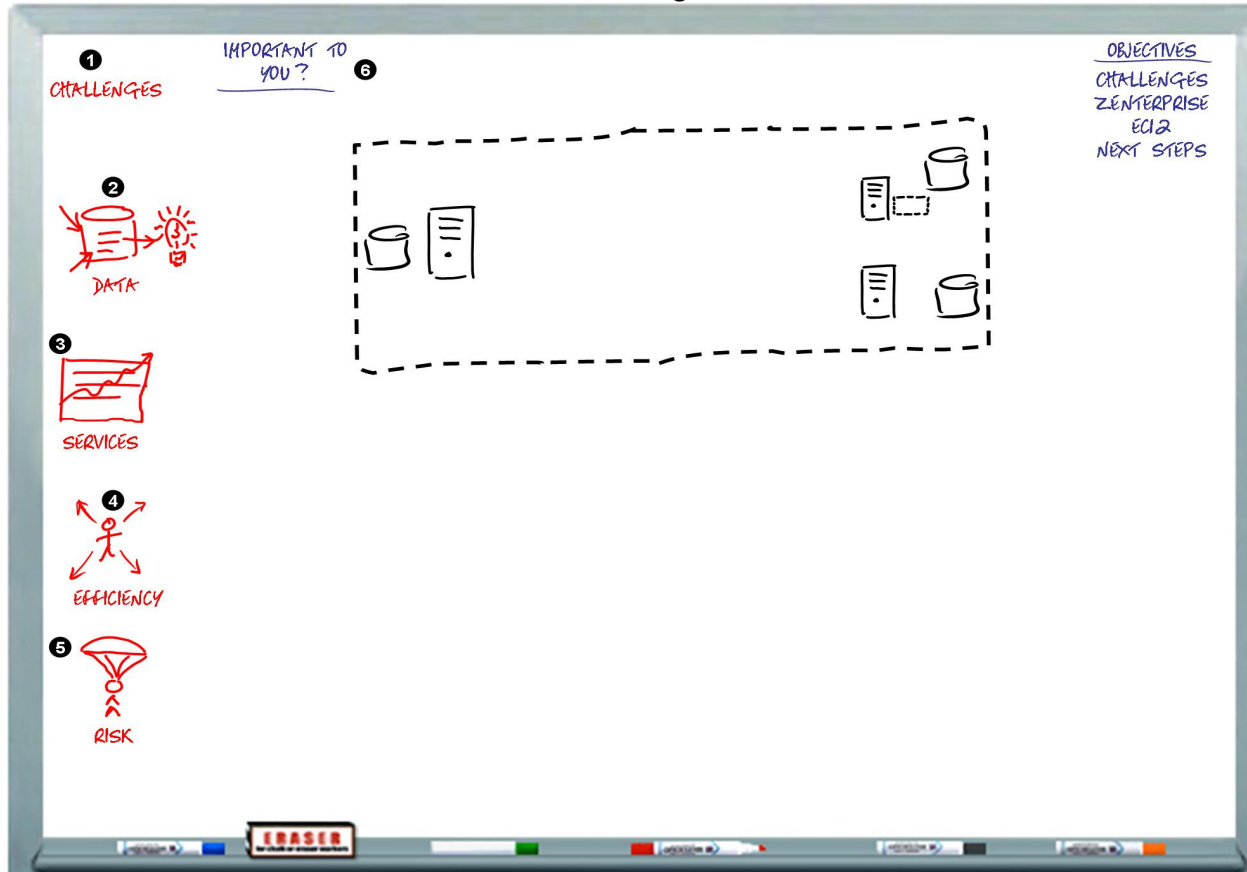 1
CHALLENGES
IMPORTANT TO
YOU?
6
OBJECTIVES
CHALLENGES
ZENTERPRISE
EC12
NEXT STEPS
2
DATA
3
SERVICES
4
EFFICIENCY
5
RISK
ERASER